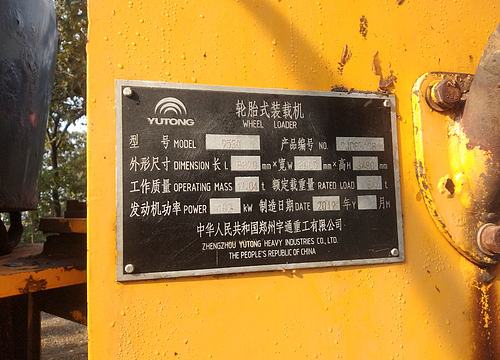 YUTONG
轮胎式装载机
WHEEL LOADER
型 号 MODEL 产品编号 NO.
外形尺寸 DIMENSION 长 L mm×宽 W mm×高 H mm
工作质量 OPERATING MASS t 额定载重量 RATED LOAD t
发动机功率 POWER KW 制造日期 DATE 年Y 月M
中华人民共和国郑州宇通重工有限公司
ZHENGZHOU YUTONG HEAVY INDUSTRIES CO., LTD.
THE PEOPLE'S REPUBLIC OF CHINA